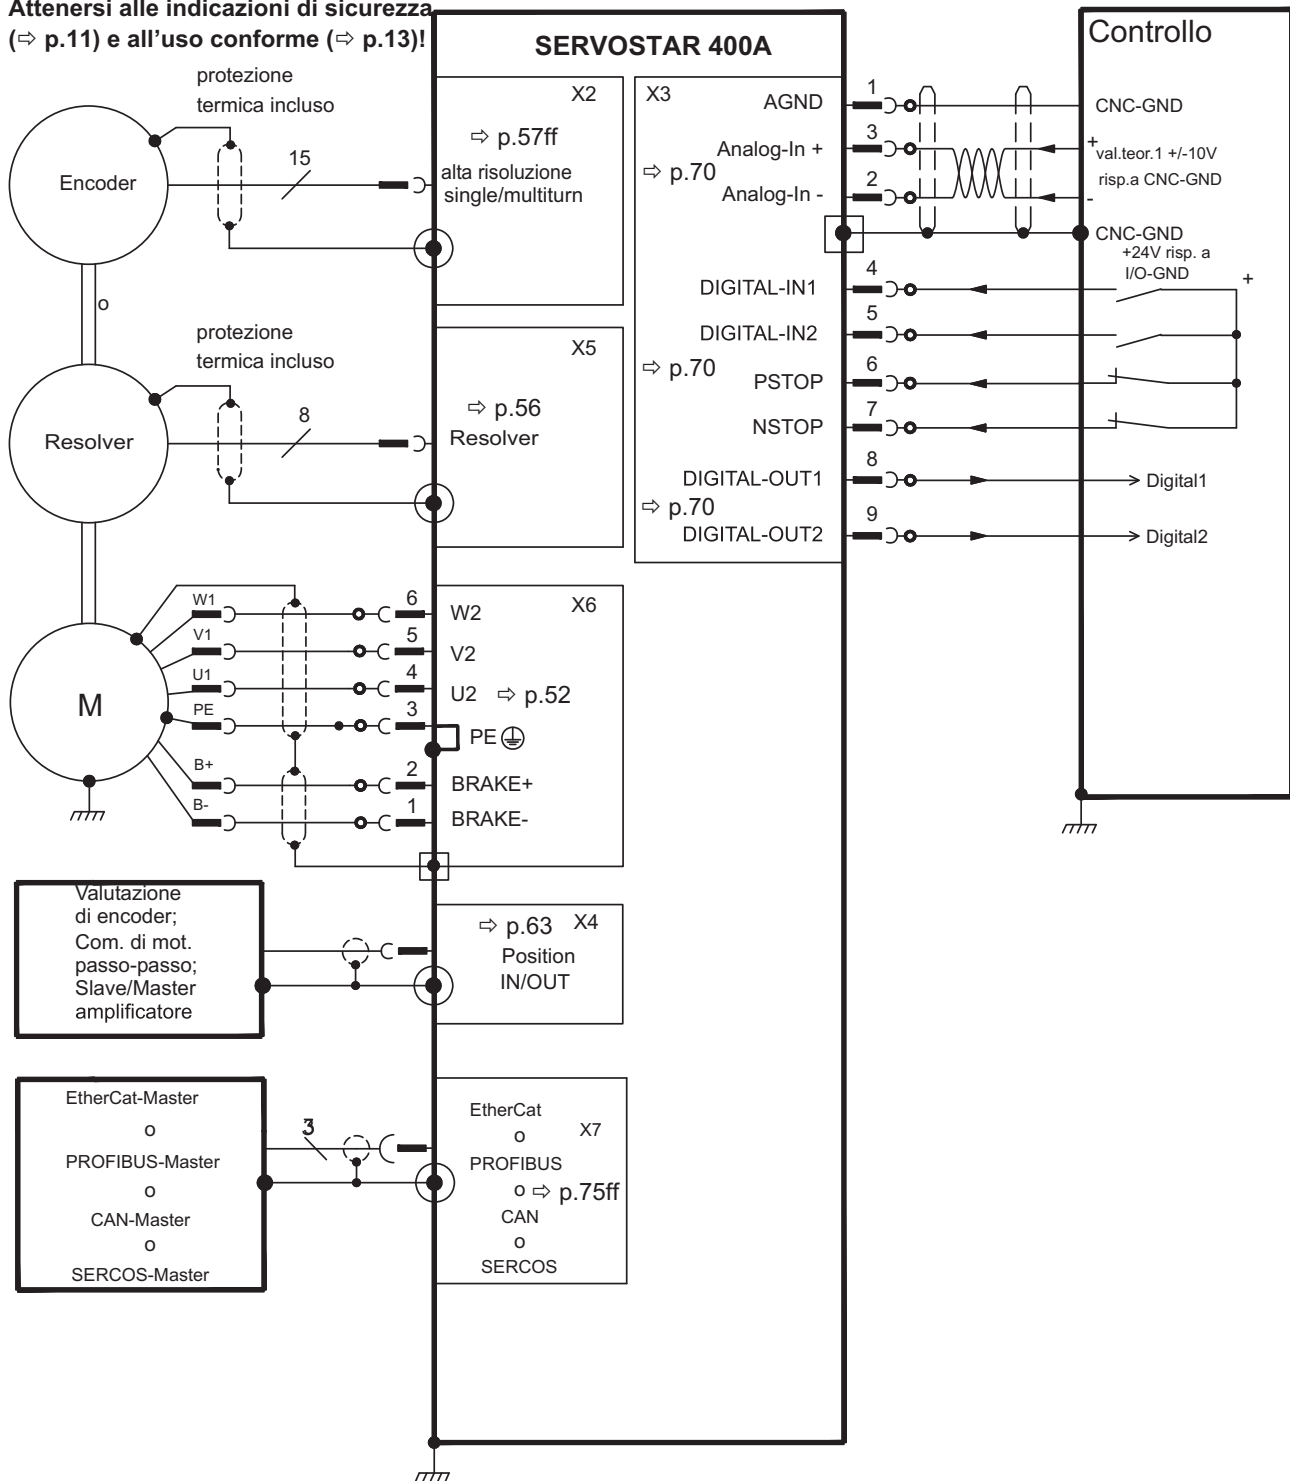 Attenersi alle indicazioni di sicurezza
(⇨ p.11) e all'uso conforme (⇨ p.13)!
SERVOSTAR 400A
Controllo
protezione
termica incluso
Encoder
15
X2
⇨ p.57ff
alta risoluzione
single/multiturn
o
protezione
termica incluso
Resolver
8
X5
⇨ p.56
Resolver
X3
⇨ p.70
AGND
1
CNC-GND
Analog-In +
3
+
val.teor.1 +/-10V
risp.a CNC-GND
Analog-In -
2
-
CNC-GND
+24V risp. a
I/O-GND
+
DIGITAL-IN1
4
DIGITAL-IN2
5
⇨ p.70
PSTOP
6
NSTOP
7
DIGITAL-OUT1
8
Digital1
⇨ p.70
DIGITAL-OUT2
9
Digital2
M
W1
6
W2
X6
V1
5
V2
U1
4
U2 ⇨ p.52
PE
3
PE
B+
2
BRAKE+
B-
1
BRAKE-
Valutazione
di encoder;
Com. di mot.
passo-passo;
Slave/Master
amplificatore
⇨ p.63 X4
Position
IN/OUT
EtherCat-Master
o
PROFIBUS-Master
o
CAN-Master
o
SERCOS-Master
3
EtherCat
o
X7
PROFIBUS
o ⇨ p.75ff
CAN
o
SERCOS